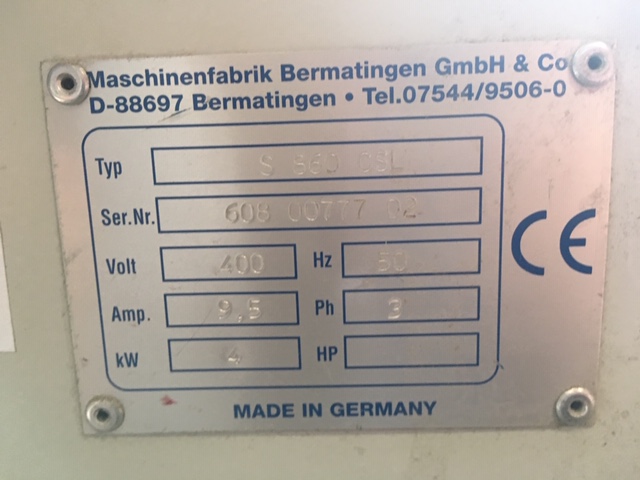 Maschinenfabrik Bermatingen GmbH & Co
D-88697 Bermatingen • Tel.07544/9506-0
Typ S 860 CSL
Ser.Nr. 608 00777 02
Volt 400 Hz 50
Amp. 9,5 Ph 3
kW 4 HP
CE
MADE IN GERMANY